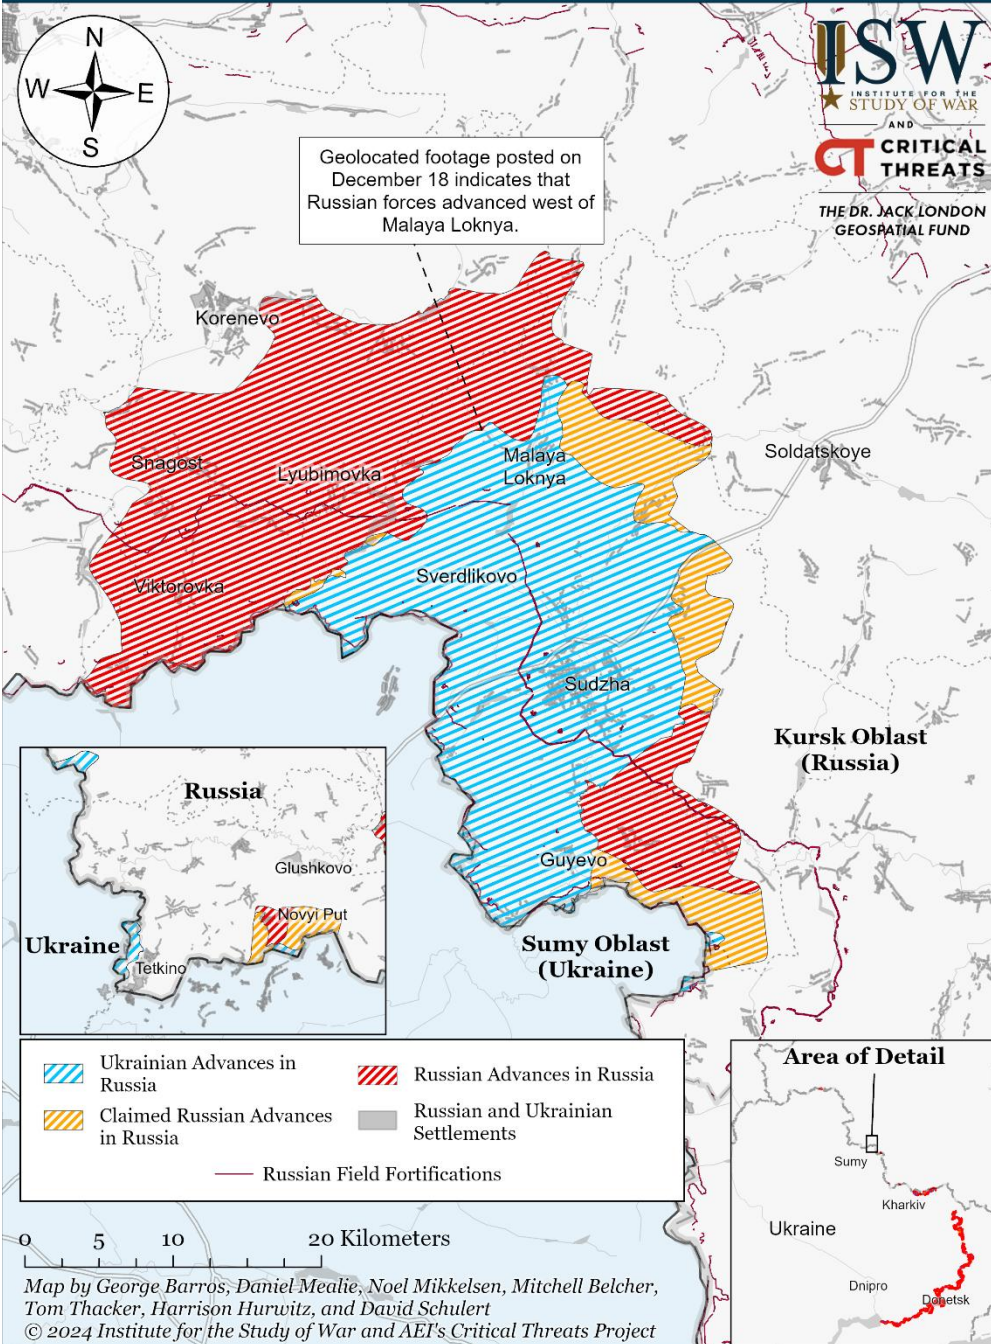 N
W
E
S
ISW
INSTITUTE FOR THE
STUDY OF WAR
AND
CT CRITICAL
THREATS
THE DR. JACK LONDON
GEOSPATIAL FUND
Geolocated footage posted on
December 18 indicates that
Russian forces advanced west of
Malaya Loknya.
Korenevo
Snagost
Lyubimovka
Malaya
Loknya
Soldatskoye
Viktorovka
Sverdlikovo
Sudzha
Kursk Oblast
(Russia)
Guyevo
Sumy Oblast
(Ukraine)
Russia
Glushkovo
Novyi Put
Ukraine
Tetkino
Ukrainian Advances in
Russia
Russian Advances in Russia
Claimed Russian Advances
in Russia
Russian and Ukrainian
Settlements
Russian Field Fortifications
Area of Detail
Sumy
Kharkiv
Ukraine
Dnipro
Donetsk
0 5 10 20 Kilometers
Map by George Barros, Daniel Mealie, Noel Mikkelsen, Mitchell Belcher,
Tom Thacker, Harrison Hurwitz, and David Schulert
© 2024 Institute for the Study of War and AEI's Critical Threats Project